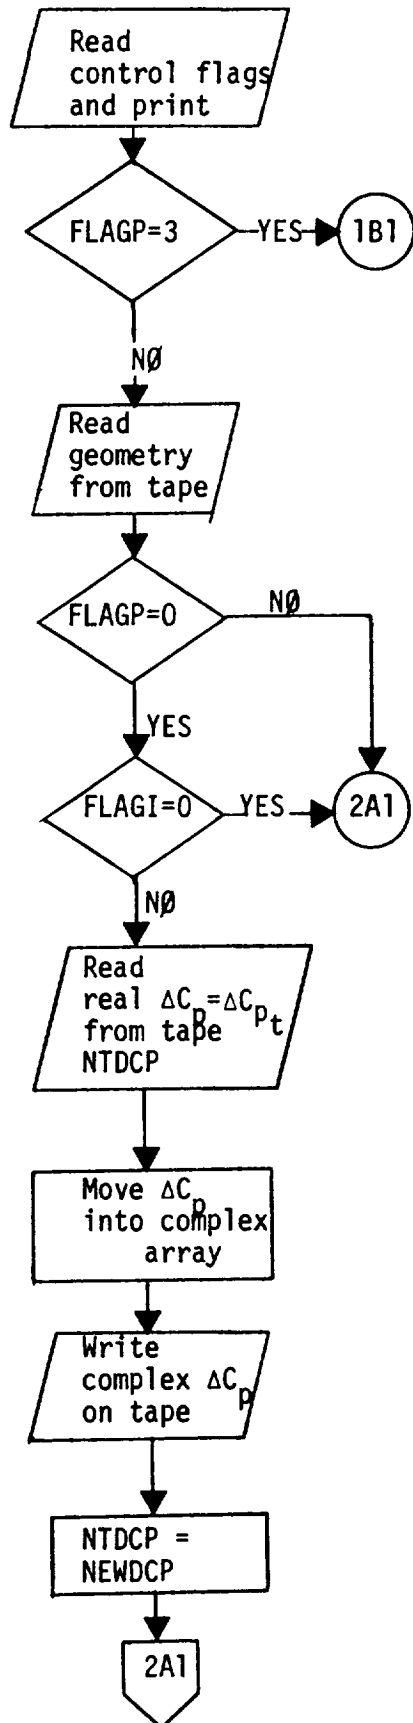 Read
control flags
and print
FLAGP=3
YES
1B1
NØ
Read
geometry
from tape
FLAGP=0
NØ
YES
FLAGI=0
YES
2A1
NØ
Read
real ΔCp=ΔCpt
from tape
NTDCP
Move ΔCp
into complex
array
Write
complex ΔCp
on tape
NTDCP =
NEWDCP
2A1